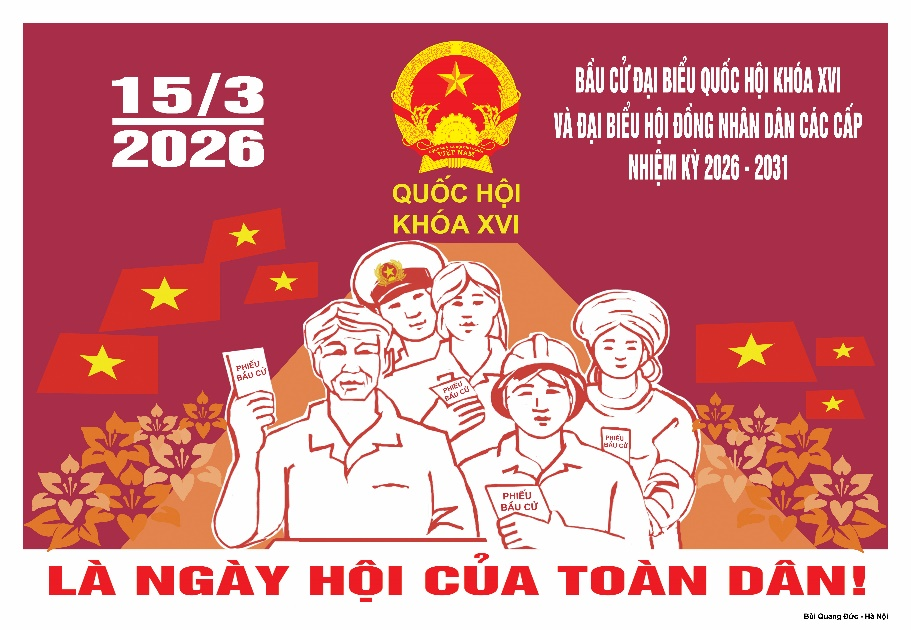 15/3
2026
VIỆT NAM
QUỐC HỘI
KHÓA XVI
BẦU CỬ ĐẠI BIỂU QUỐC HỘI KHÓA XVI
VÀ ĐẠI BIỂU HỘI ĐỒNG NHÂN DÂN CÁC CẤP
NHIỆM KỲ 2026 - 2031
PHIẾU
BẦU CỬ
PHIẾU
BẦU CỬ
PHIẾU
BẦU CỬ
PHIẾU
BẦU CỬ
LÀ NGÀY HỘI CỦA TOÀN DÂN!
Bùi Quang Đức - Hà Nội